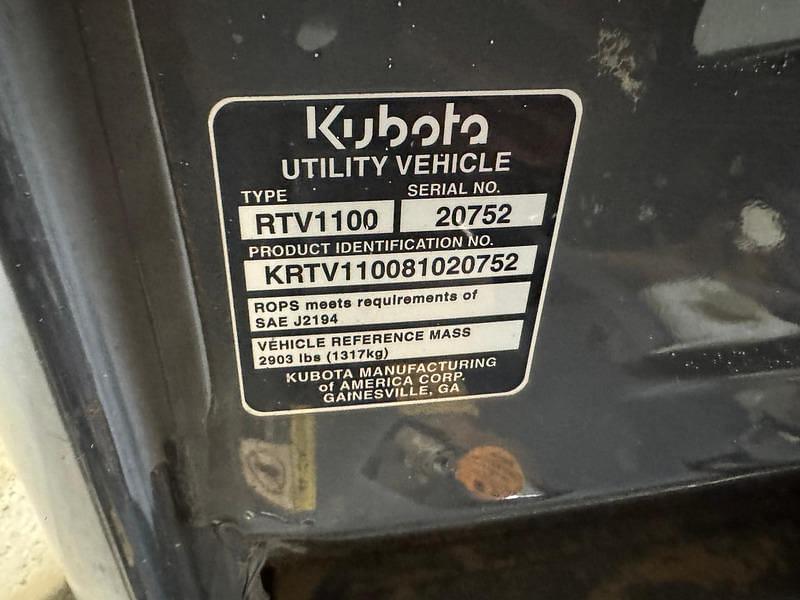 Kubota
UTILITY VEHICLE
TYPE SERIAL NO.
RTV1100 20752
PRODUCT IDENTIFICATION NO.
KRTV110081020752
ROPS meets requirements of
SAE J2194
VEHICLE REFERENCE MASS
2903 lbs (1317kg)
KUBOTA MANUFACTURING
of AMERICA CORP.
GAINESVILLE, GA